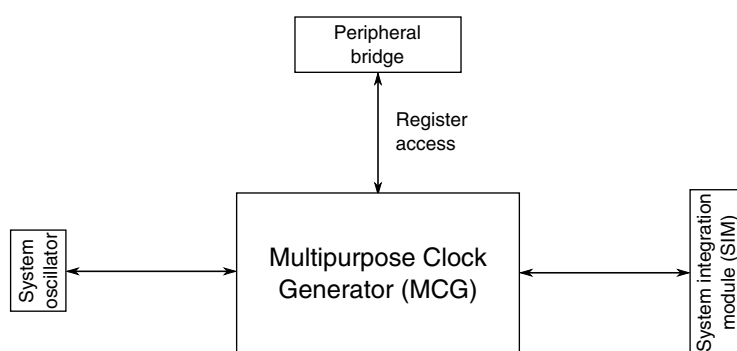 Peripheral
bridge
Register
access
Multipurpose Clock
Generator (MCG)
System
oscillator
System integration
module (SIM)